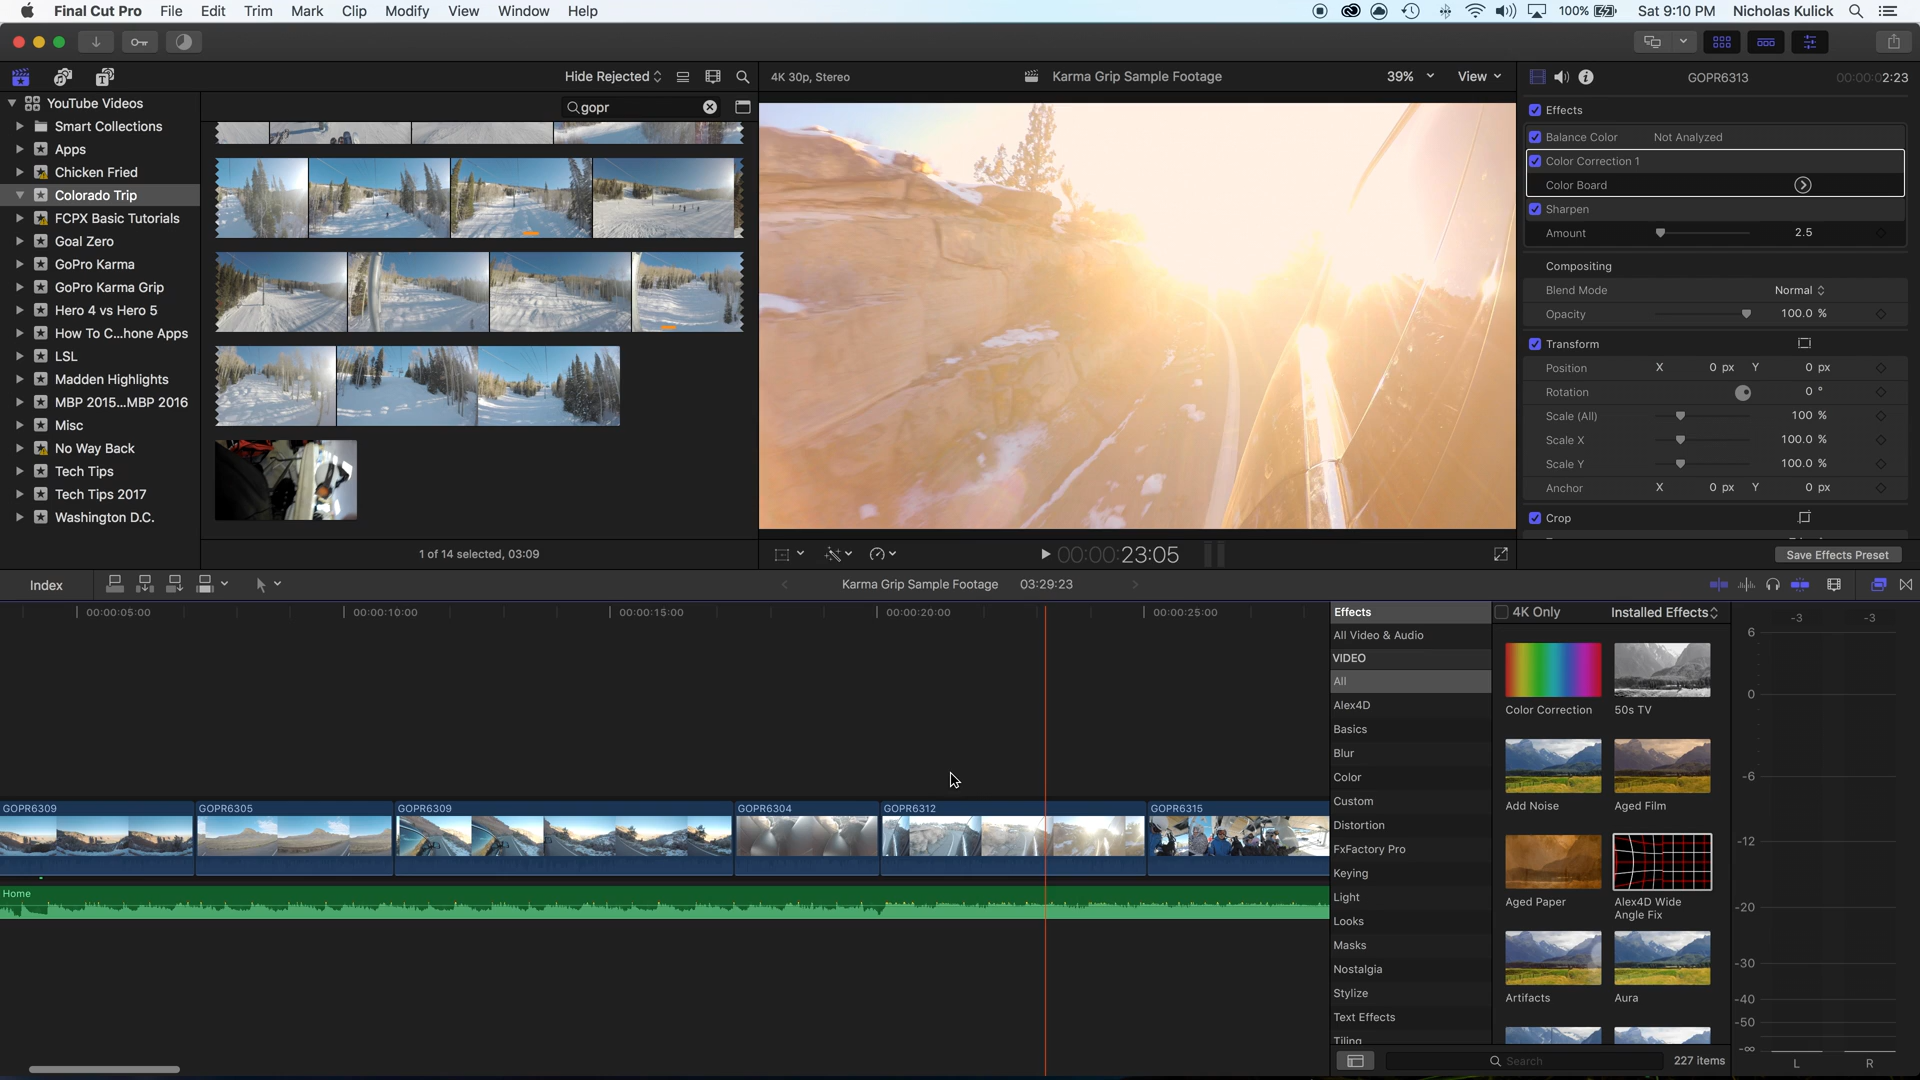 Final Cut Pro File Edit Trim Mark Clip Modify View Window Help 100% Sat 9:10 PM Nicholas Kulick
Hide Rejected
4K 30p, Stereo Karma Grip Sample Footage 39% View
GOPR6313 00:00:02:23
gopr
YouTube Videos
Smart Collections
Apps
Chicken Fried
Colorado Trip
FCPX Basic Tutorials
Goal Zero
GoPro Karma
GoPro Karma Grip
Hero 4 vs Hero 5
How To C...hone Apps
LSL
Madden Highlights
MBP 2015...MBP 2016
Misc
No Way Back
Tech Tips
Tech Tips 2017
Washington D.C.
1 of 14 selected, 03:09
00:00:23:05
Effects
Balance Color Not Analyzed
Color Correction 1
Color Board
Sharpen
Amount 2.5
Compositing
Blend Mode Normal
Opacity 100.0 %
Transform
Position X 0 px Y 0 px
Rotation 0 °
Scale (All) 100 %
Scale X 100.0 %
Scale Y 100.0 %
Anchor X 0 px Y 0 px
Crop
Save Effects Preset
Index
Karma Grip Sample Footage 03:29:23
00:00:05:00 00:00:10:00 00:00:15:00 00:00:20:00 00:00:25:00
GOPR6309 GOPR6305 GOPR6309 GOPR6304 GOPR6312 GOPR6315
Home
Effects
All Video & Audio
VIDEO
All
Alex4D
Basics
Blur
Color
Custom
Distortion
FxFactory Pro
Keying
Light
Looks
Masks
Nostalgia
Stylize
Text Effects
Tiling
4K Only Installed Effects
Color Correction 50s TV
Add Noise Aged Film
Aged Paper Alex4D Wide
Angle Fix
Artifacts Aura
Search 227 items
-3 -3
6
0
-6
-12
-20
-30
-40
-50
-∞
L R